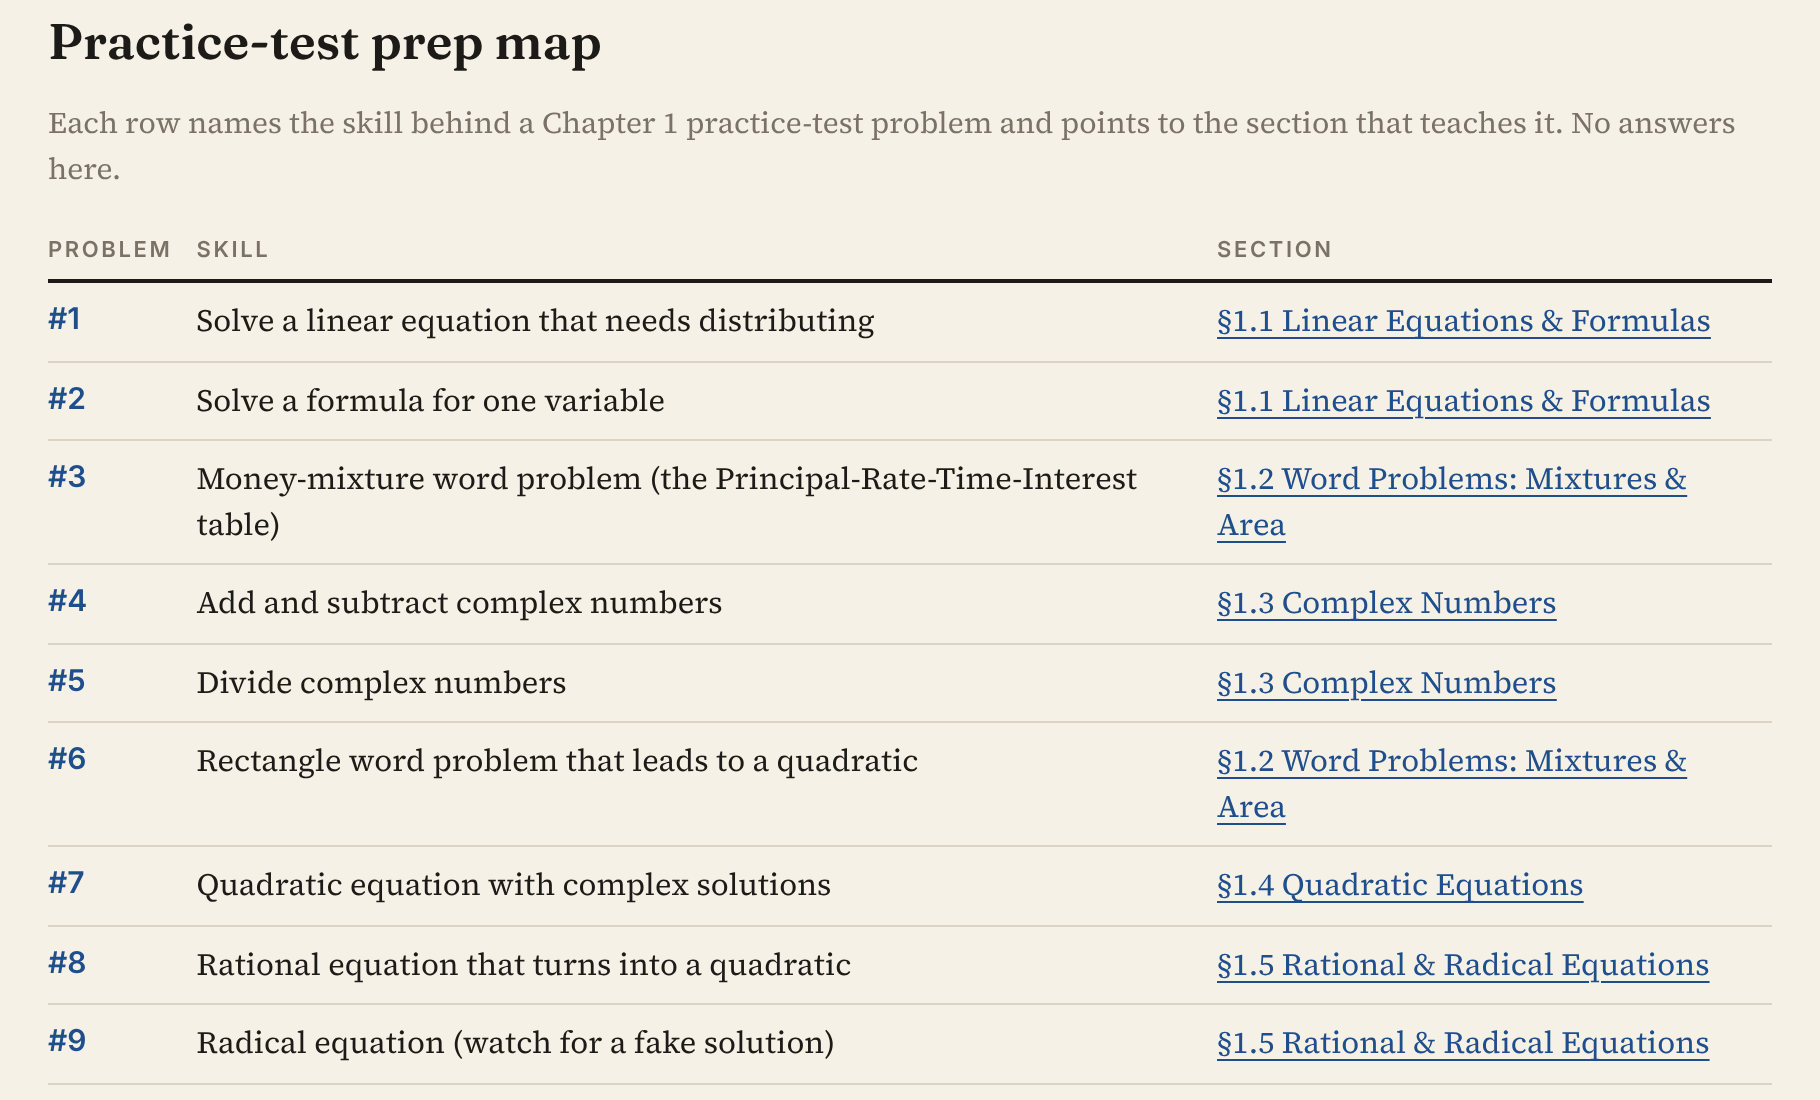 Practice-test prep map
Each row names the skill behind a Chapter 1 practice-test problem and points to the section that teaches it. No answers
here.
PROBLEM SKILL SECTION
#1 Solve a linear equation that needs distributing §1.1 Linear Equations & Formulas
#2 Solve a formula for one variable §1.1 Linear Equations & Formulas
#3 Money-mixture word problem (the Principal-Rate-Time-Interest §1.2 Word Problems: Mixtures &
table) Area
#4 Add and subtract complex numbers §1.3 Complex Numbers
#5 Divide complex numbers §1.3 Complex Numbers
#6 Rectangle word problem that leads to a quadratic §1.2 Word Problems: Mixtures &
Area
#7 Quadratic equation with complex solutions §1.4 Quadratic Equations
#8 Rational equation that turns into a quadratic §1.5 Rational & Radical Equations
#9 Radical equation (watch for a fake solution) §1.5 Rational & Radical Equations